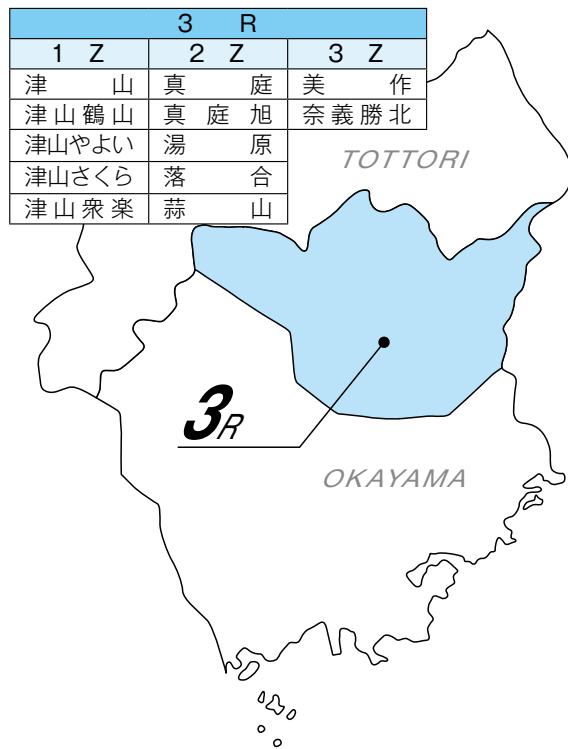 3 R
1 Z 2 Z 3 Z
津山 真庭 美作
津山鶴山 真庭旭 奈義勝北
津山やよい 湯原
津山さくら 落合
津山衆楽 蒜山
TOTTORI
3R
OKAYAMA